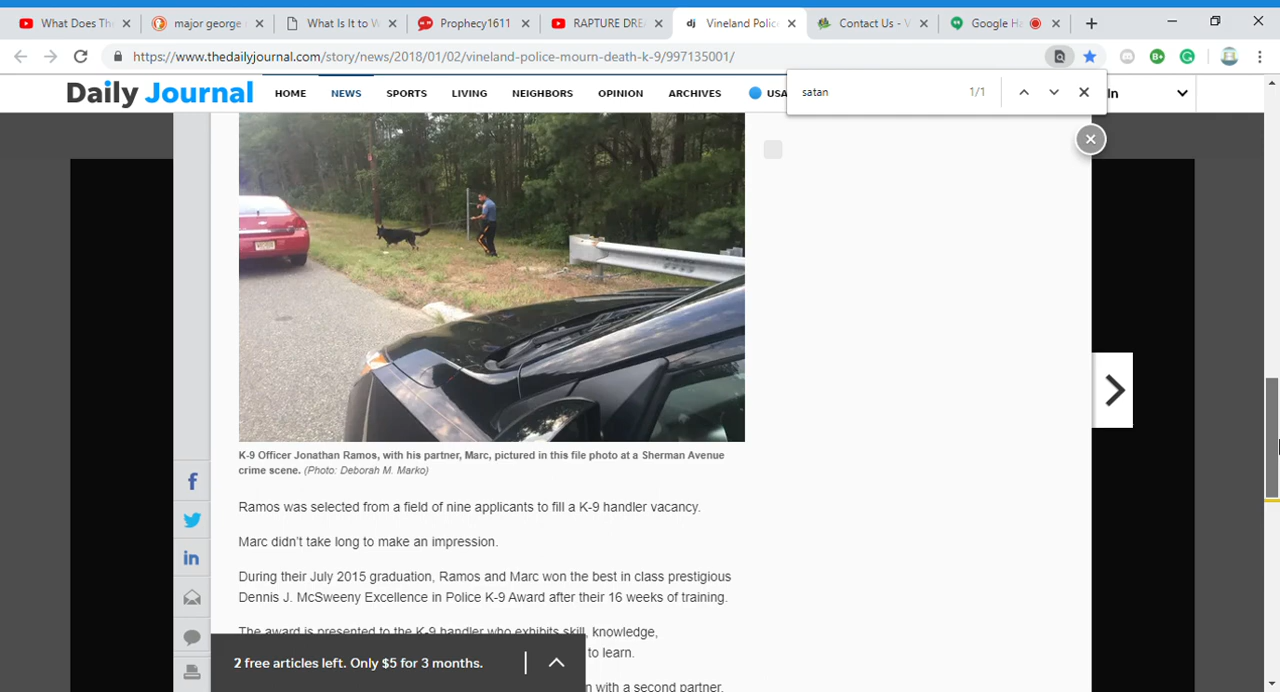 What Does Th
major george
What Is It to W
Prophecy1611
RAPTURE DRE
dj Vineland Polic
Contact Us - V
Google Ha
https://www.thedailyjournal.com/story/news/2018/01/02/vineland-police-mourn-death-k-9/997135001/
Daily Journal HOME NEWS SPORTS LIVING NEIGHBORS OPINION ARCHIVES USA In
satan 1/1
K-9 Officer Jonathan Ramos, with his partner, Marc, pictured in this file photo at a Sherman Avenue
crime scene. (Photo: Deborah M. Marko)
Ramos was selected from a field of nine applicants to fill a K-9 handler vacancy.
Marc didn't take long to make an impression.
During their July 2015 graduation, Ramos and Marc won the best in class prestigious
Dennis J. McSweeny Excellence in Police K-9 Award after their 16 weeks of training.
The award is presented to the K-9 handler who exhibits skill, knowledge,
to learn.
n with a second partner,
2 free articles left. Only $5 for 3 months.